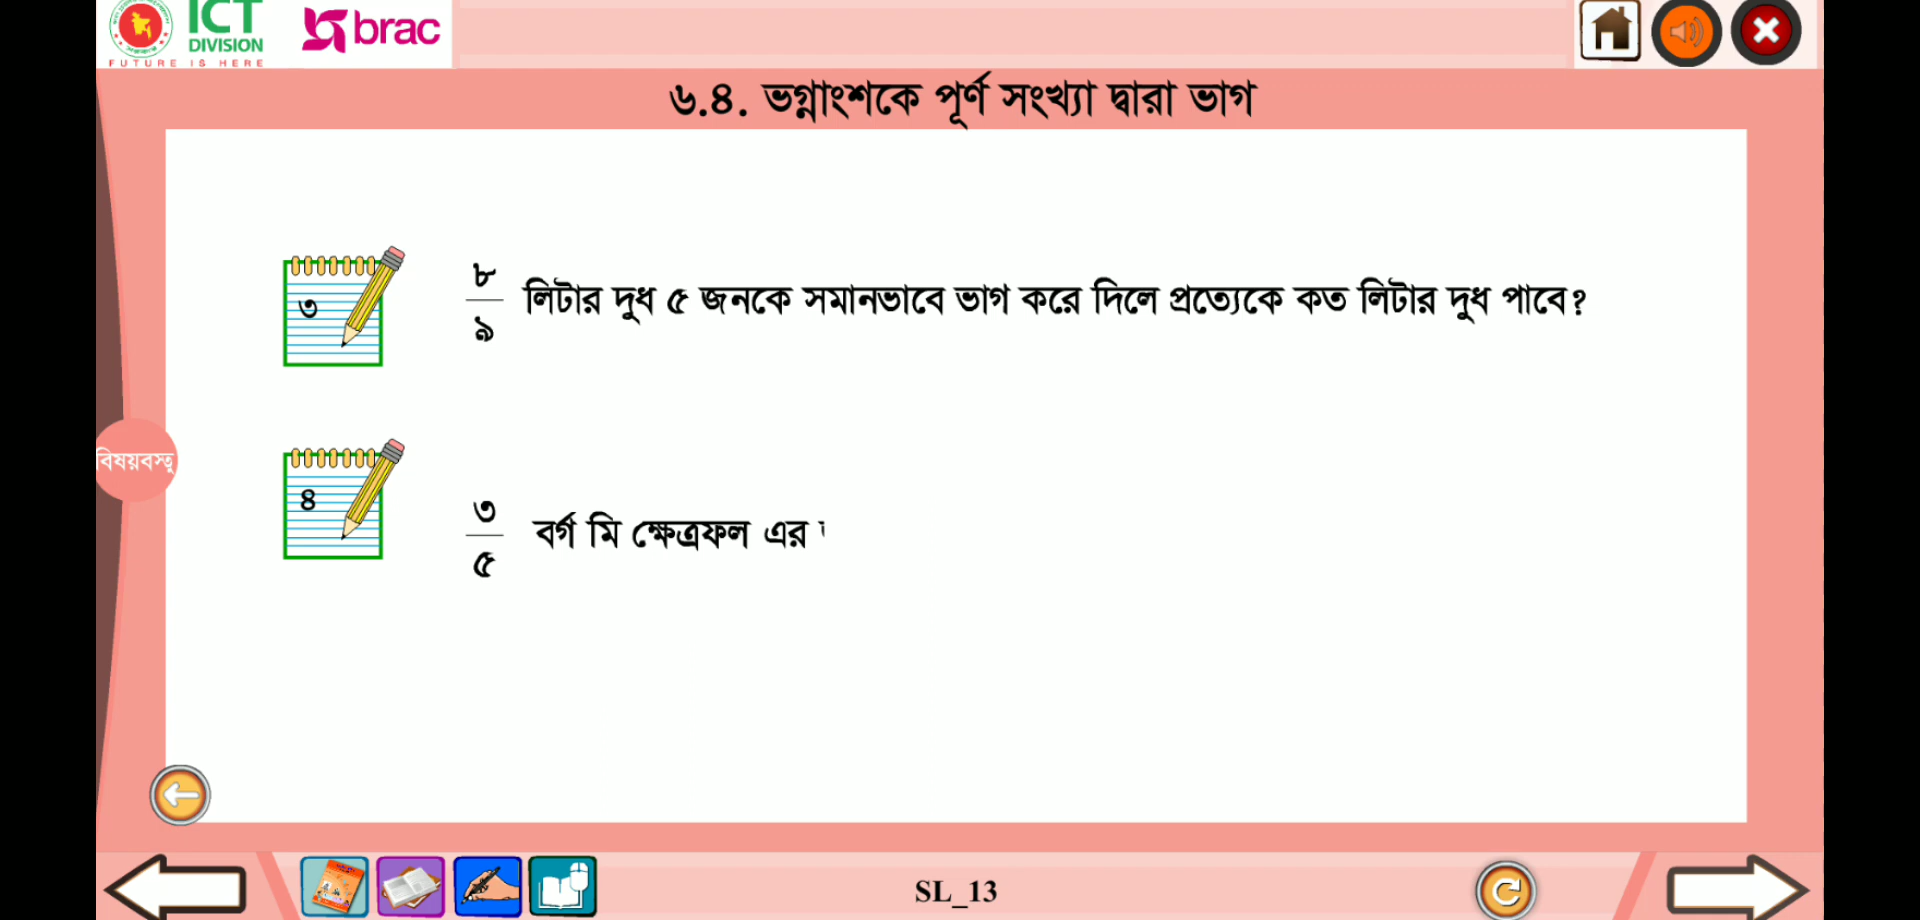 ICT
DIVISION
FUTURE IS HERE
brac
৬.৪. ভগ্নাংশকে পূর্ণ সংখ্যা দ্বারা ভাগ
৩
৮/৯ লিটার দুধ ৫ জনকে সমানভাবে ভাগ করে দিলে প্রত্যেকে কত লিটার দুধ পাবে?
বিষয়বস্তু
৪
৩/৫ বর্গ মি ক্ষেত্রফল এর
SL_13